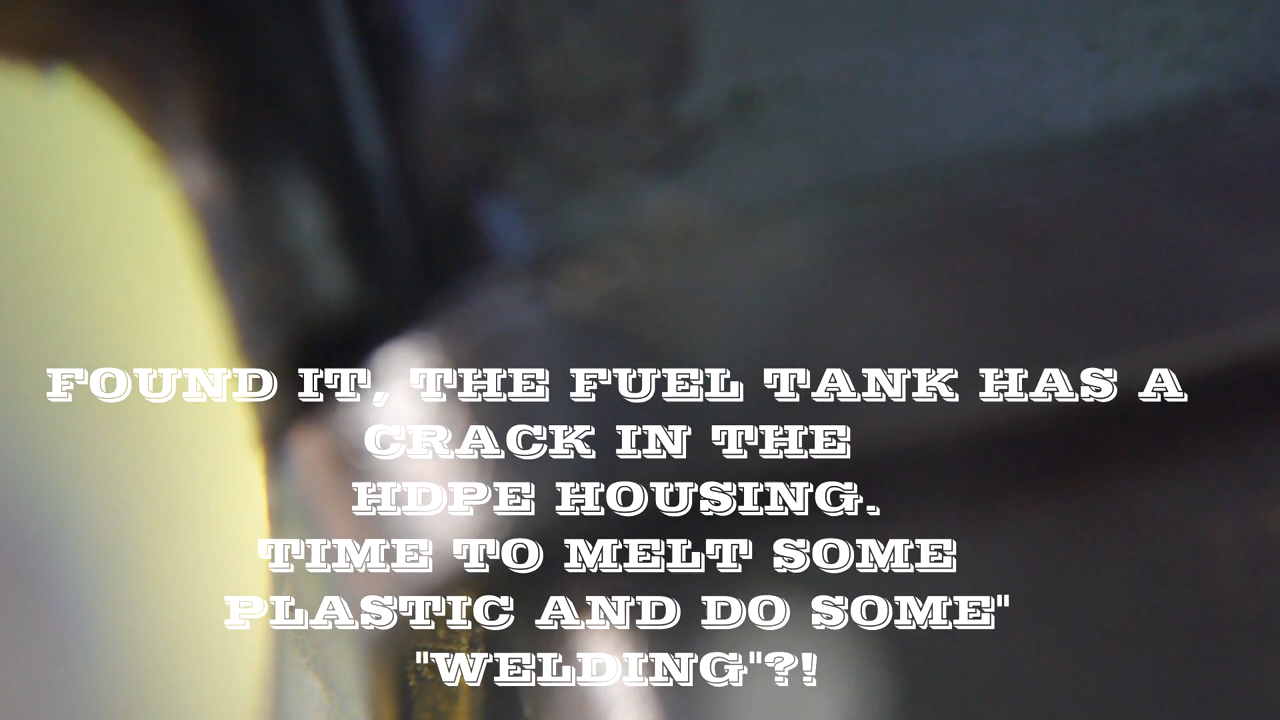 FOUND IT, THE FUEL TANK HAS A
CRACK IN THE
HDPE HOUSING.
TIME TO MELT SOME
PLASTIC AND DO SOME"
"WELDING"?!